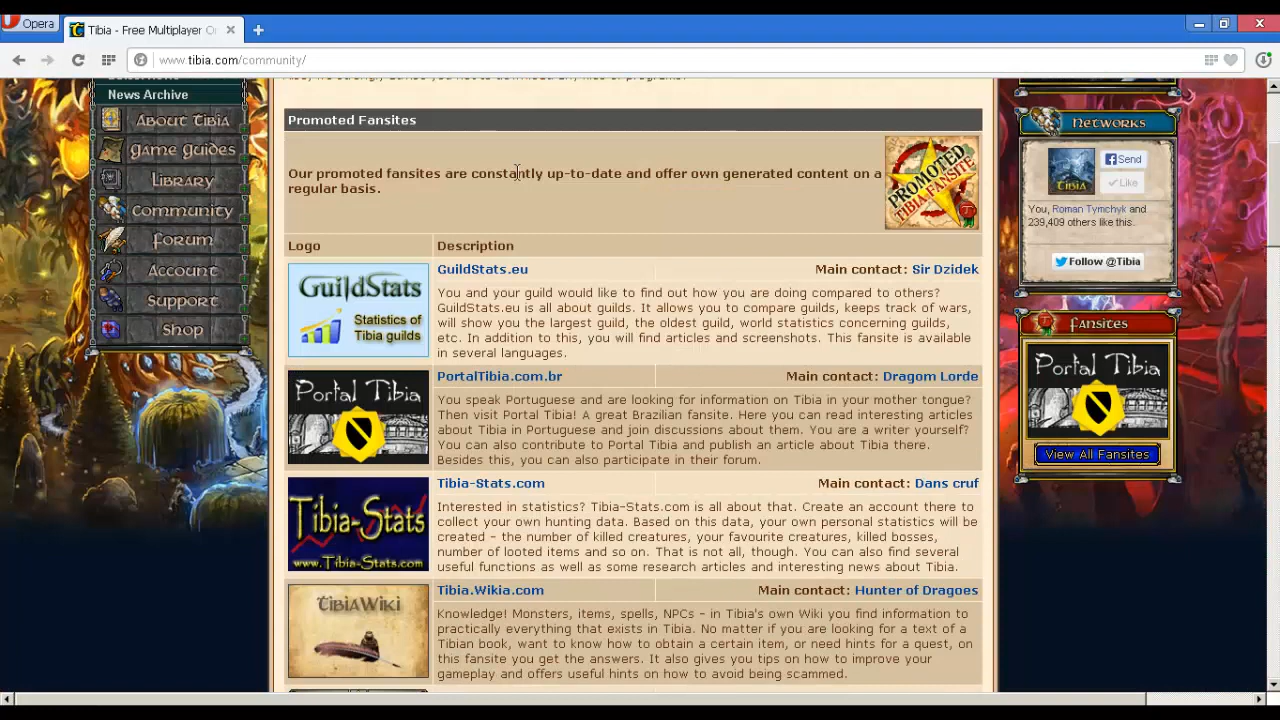 Opera
Tibia - Free Multiplayer O
www.tibia.com/community/
News Archive
About Tibia
Game Guides
Library
Community
Forum
Account
Support
Shop
Promoted Fansites
Our promoted fansites are constantly up-to-date and offer own generated content on a
regular basis.
PROMOTED
TIBIA FANSITE
Logo Description
GuildStats
Statistics of
Tibia guilds
GuildStats.eu Main contact: Sir Dzidek
You and your guild would like to find out how you are doing compared to others?
GuildStats.eu is all about guilds. It allows you to compare guilds, keeps track of wars,
will show you the largest guild, the oldest guild, world statistics concerning guilds,
etc. In addition to this, you will find articles and screenshots. This fansite is available
in several languages.
Portal Tibia
PortalTibia.com.br Main contact: Dragom Lorde
You speak Portuguese and are looking for information on Tibia in your mother tongue?
Then visit Portal Tibia! A great Brazilian fansite. Here you can read interesting articles
about Tibia in Portuguese and join discussions about them. You are a writer yourself?
You can also contribute to Portal Tibia and publish an article about Tibia there.
Besides this, you can also participate in their forum.
Tibia-Stats
www.Tibia-Stats.com
Tibia-Stats.com Main contact: Dans cruf
Interested in statistics? Tibia-Stats.com is all about that. Create an account there to
collect your own hunting data. Based on this data, your own personal statistics will be
created - the number of killed creatures, your favourite creatures, killed bosses,
number of looted items and so on. That is not all, though. You can also find several
useful functions as well as some research articles and interesting news about Tibia.
TibiaWiki
Tibia.Wikia.com Main contact: Hunter of Dragoes
Knowledge! Monsters, items, spells, NPCs - in Tibia's own Wiki you find information to
practically everything that exists in Tibia. No matter if you are looking for a text of a
Tibian book, want to know how to obtain a certain item, or need hints for a quest, on
this fansite you get the answers. It also gives you tips on how to improve your
gameplay and offers useful hints on how to avoid being scammed.
Networks
TIBIA
Send
Like
You, Roman Tymchyk and
239,409 others like this.
Follow @Tibia
Fansites
Portal Tibia
View All Fansites